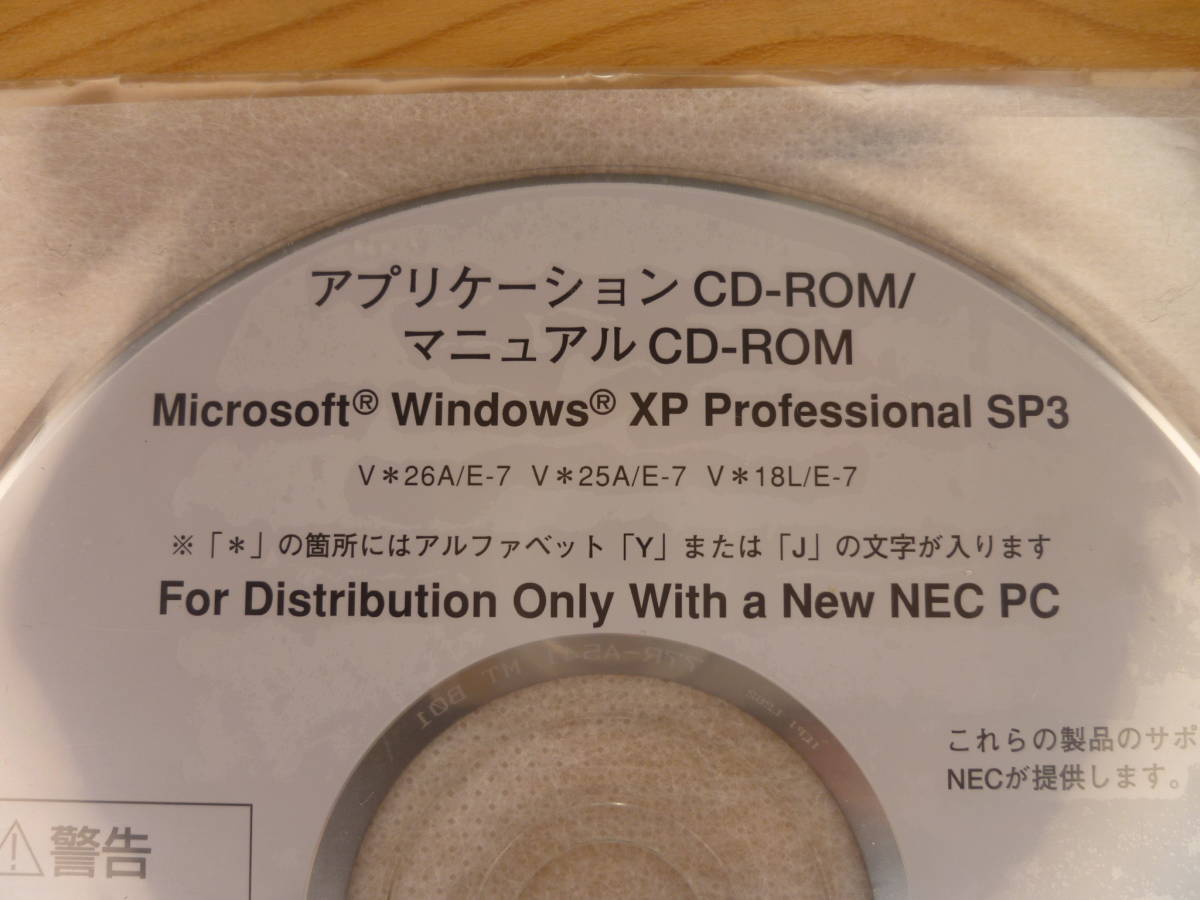 アプリケーション CD-ROM/
マニュアル CD-ROM
Microsoft® Windows® XP Professional SP3
V＊26A/E-7 V＊25A/E-7 V＊18L/E-7
※「＊」の箇所にはアルファベット「Y」または「J」の文字が入ります
For Distribution Only With a New NEC PC
これらの製品のサポ
NECが提供します。
警告